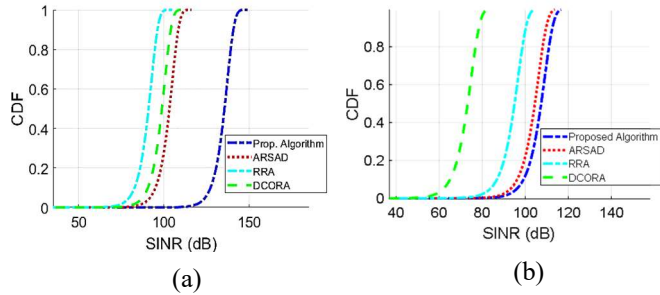 1
0.8
0.6
0.4
0.2
0
CDF
50
100
150
SINR (dB)
Prop. Algorithm
ARSAD
RRA
DCORA
(a)
0.8
0.6
0.4
0.2
0
CDF
40
60
80
100
120
140
SINR (dB)
Proposed Algorithm
ARSAD
RRA
DCORA
(b)